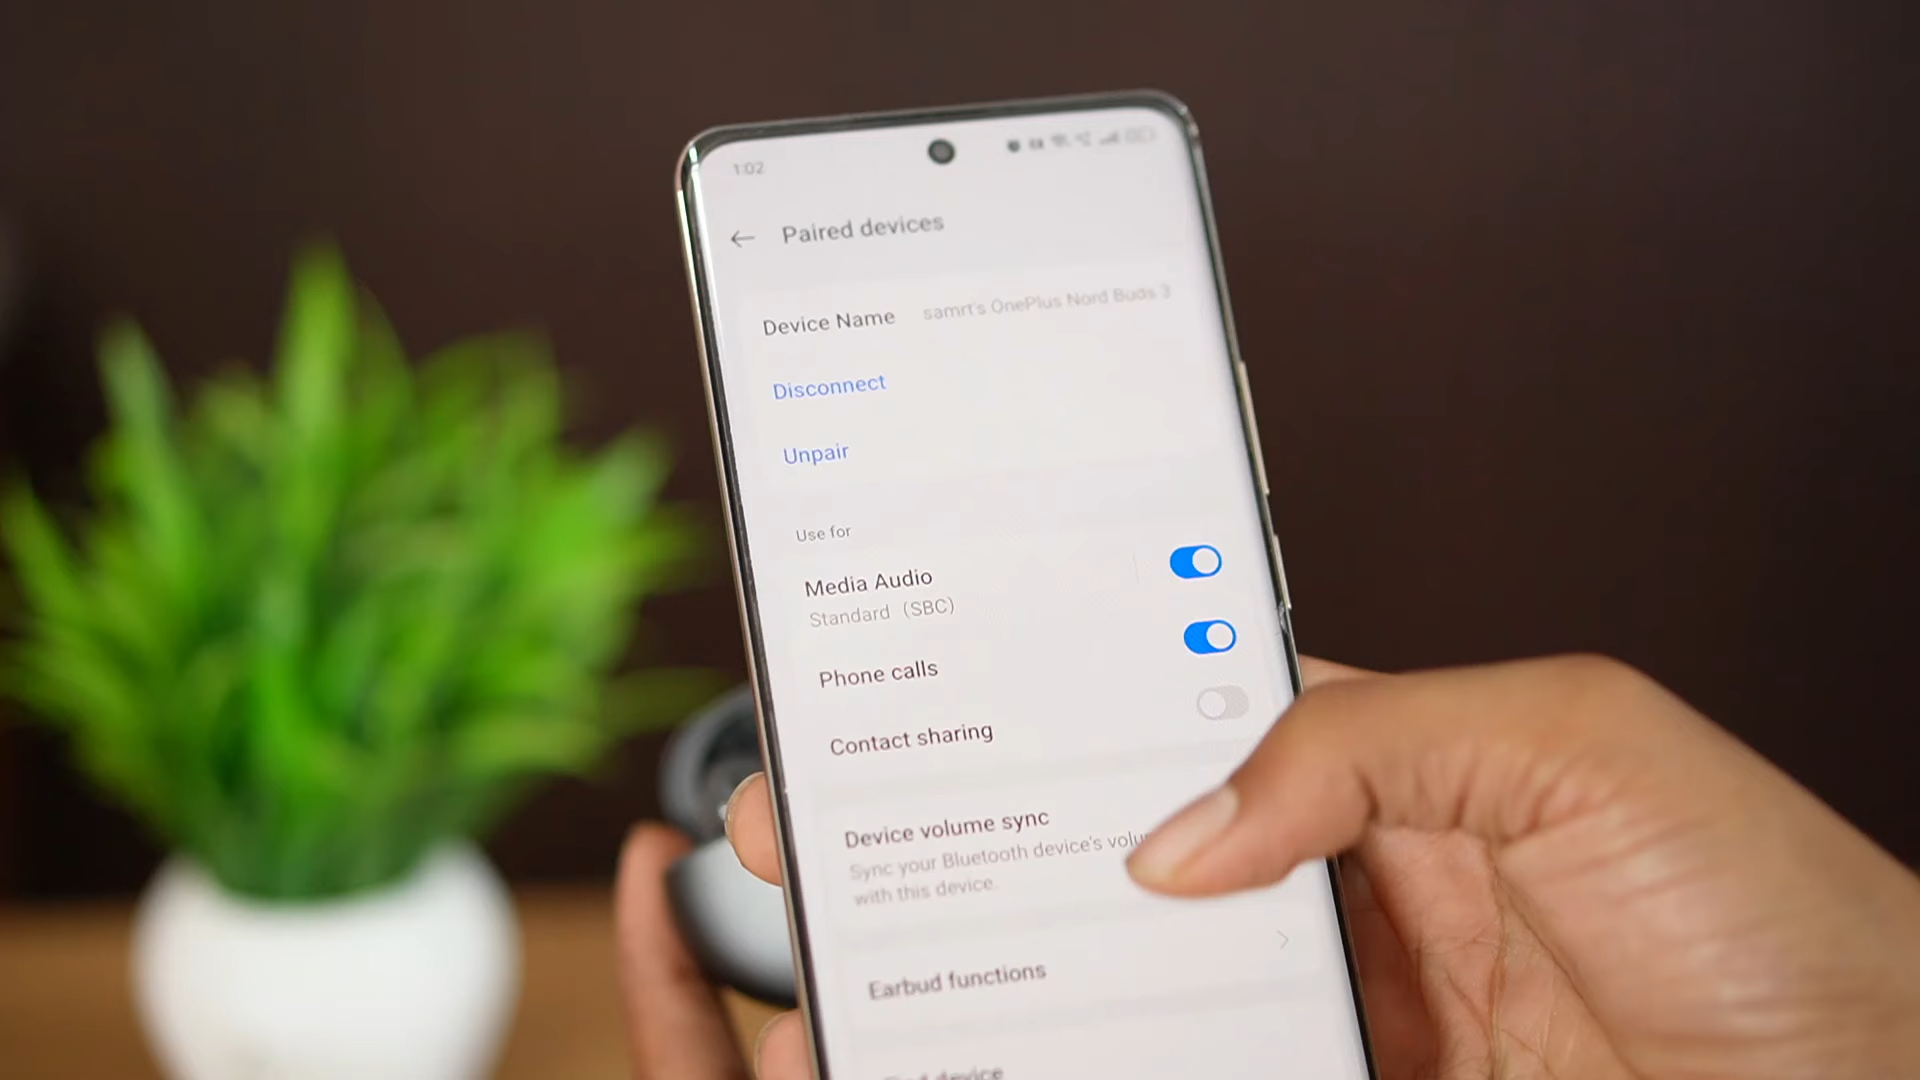 1:02
Paired devices
Device Name samrt's OnePlus Nord Buds 3
Disconnect
Unpair
Use for
Media Audio
Standard (SBC)
Phone calls
Contact sharing
Device volume sync
Sync your Bluetooth device's
with this device.
Earbud functions
device